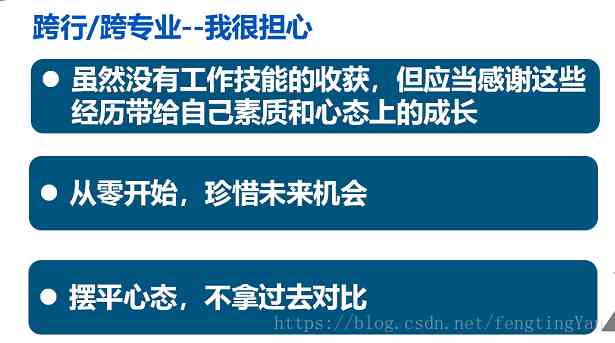 跨行/跨专业--我很担心
虽然没有工作技能的收获，但应当感谢这些
经历带给自己素质和心态上的成长
从零开始，珍惜未来机会
摆平心态，不拿过去对比
https://blog.csdn.net/fengtingYan